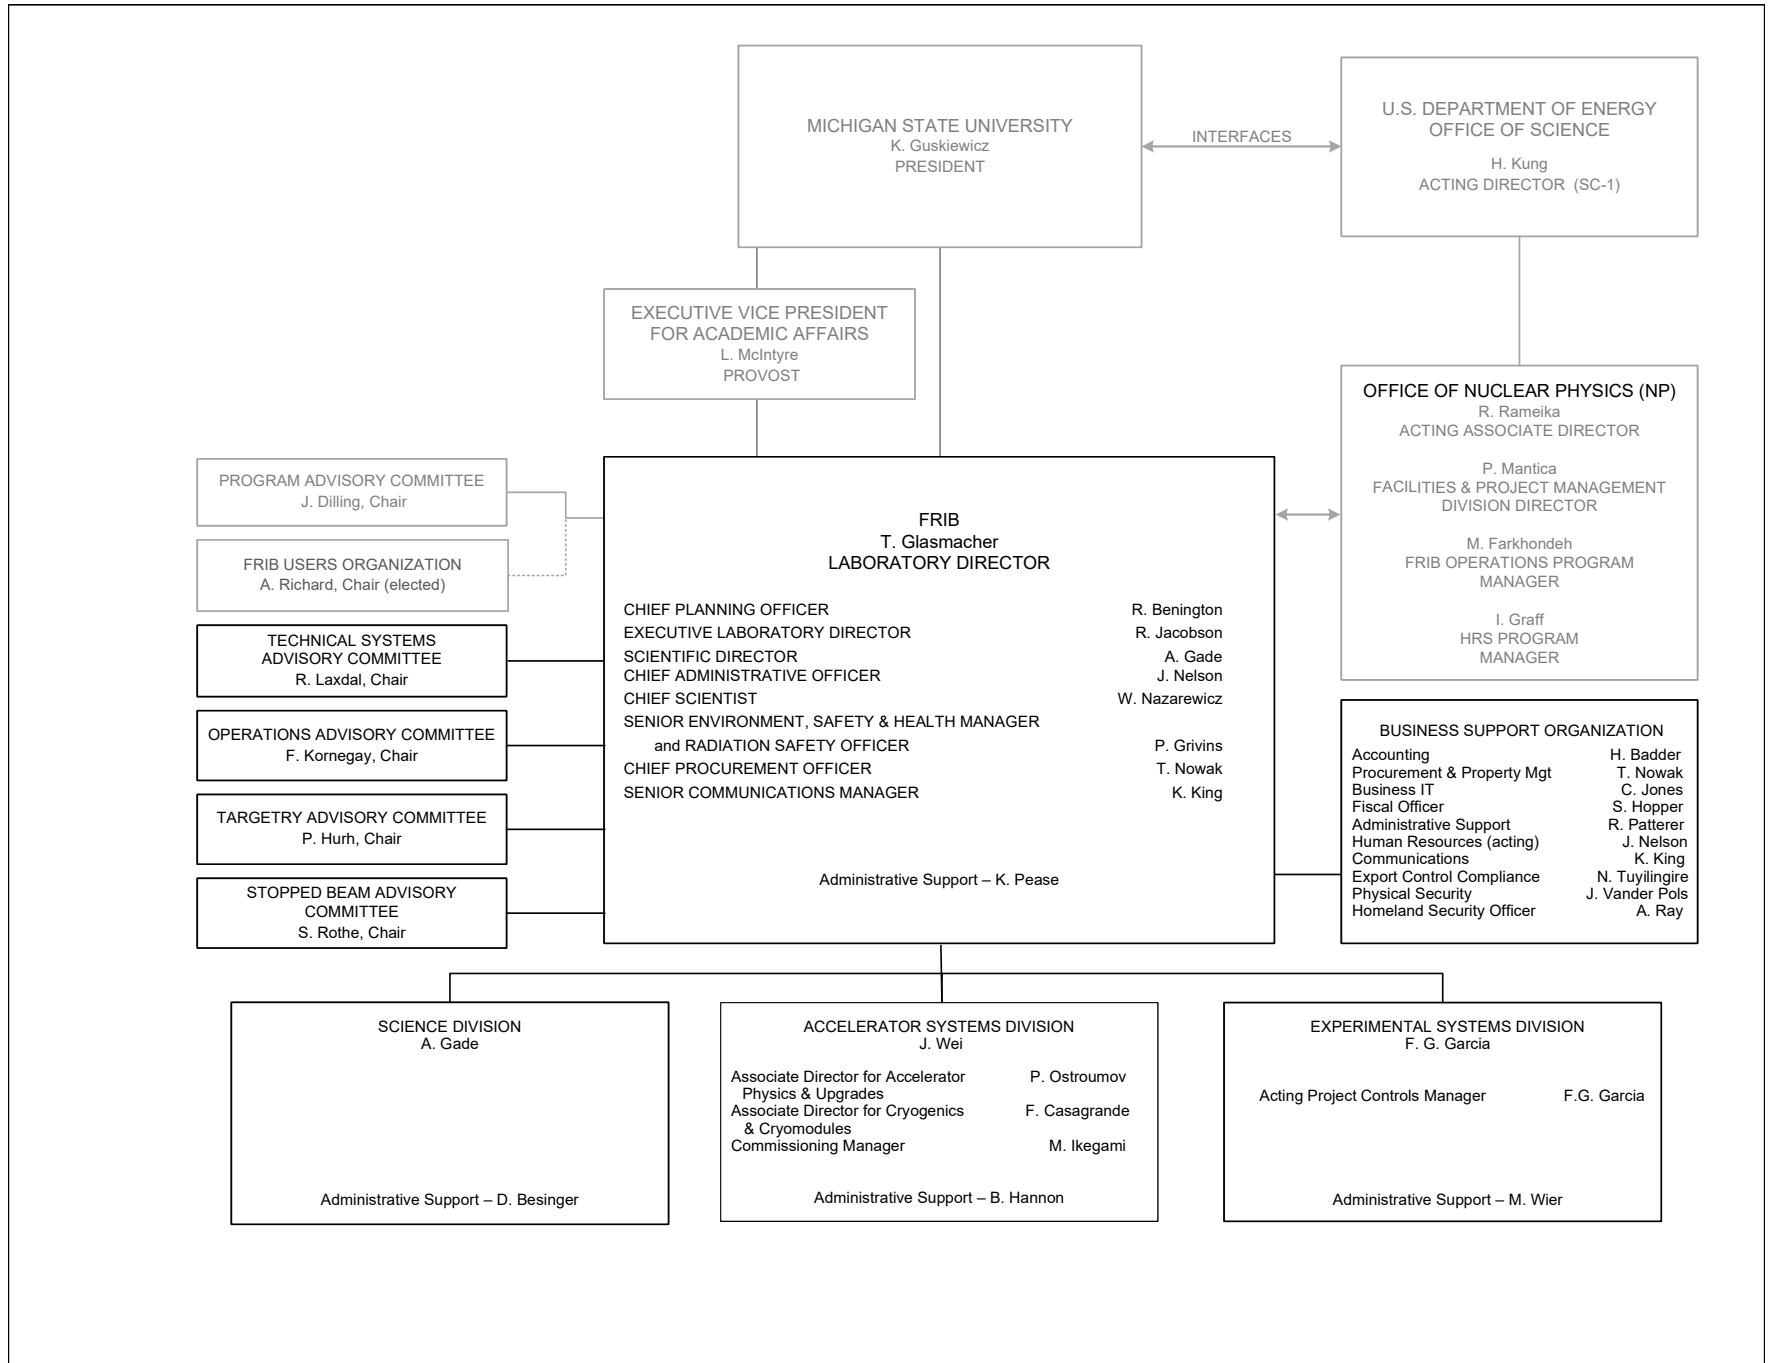 MICHIGAN STATE UNIVERSITY
K. Guskiewicz
PRESIDENT
INTERFACES
U.S. DEPARTMENT OF ENERGY
OFFICE OF SCIENCE
H. Kung
ACTING DIRECTOR (SC-1)
EXECUTIVE VICE PRESIDENT
FOR ACADEMIC AFFAIRS
L. McIntyre
PROVOST
OFFICE OF NUCLEAR PHYSICS (NP)
R. Rameika
ACTING ASSOCIATE DIRECTOR
P. Mantica
FACILITIES & PROJECT MANAGEMENT
DIVISION DIRECTOR
M. Farkhondeh
FRIB OPERATIONS PROGRAM
MANAGER
I. Graff
HRS PROGRAM
MANAGER
PROGRAM ADVISORY COMMITTEE
J. Dilling, Chair
FRIB USERS ORGANIZATION
A. Richard, Chair (elected)
TECHNICAL SYSTEMS
ADVISORY COMMITTEE
R. Laxdal, Chair
OPERATIONS ADVISORY COMMITTEE
F. Kornegay, Chair
TARGETRY ADVISORY COMMITTEE
P. Hurh, Chair
STOPPED BEAM ADVISORY
COMMITTEE
S. Rothe, Chair
FRIB
T. Glasmacher
LABORATORY DIRECTOR
CHIEF PLANNING OFFICER R. Benington
EXECUTIVE LABORATORY DIRECTOR R. Jacobson
SCIENTIFIC DIRECTOR A. Gade
CHIEF ADMINISTRATIVE OFFICER J. Nelson
CHIEF SCIENTIST W. Nazarewicz
SENIOR ENVIRONMENT, SAFETY & HEALTH MANAGER
and RADIATION SAFETY OFFICER P. Grivins
CHIEF PROCUREMENT OFFICER T. Nowak
SENIOR COMMUNICATIONS MANAGER K. King
Administrative Support – K. Pease
BUSINESS SUPPORT ORGANIZATION
Accounting H. Badder
Procurement & Property Mgt T. Nowak
Business IT C. Jones
Fiscal Officer S. Hopper
Administrative Support R. Patterer
Human Resources (acting) J. Nelson
Communications K. King
Export Control Compliance N. Tuyilingire
Physical Security J. Vander Pols
Homeland Security Officer A. Ray
SCIENCE DIVISION
A. Gade
Administrative Support – D. Besinger
ACCELERATOR SYSTEMS DIVISION
J. Wei
Associate Director for Accelerator P. Ostroumov
Physics & Upgrades
Associate Director for Cryogenics F. Casagrande
& Cryomodules
Commissioning Manager M. Ikegami
Administrative Support – B. Hannon
EXPERIMENTAL SYSTEMS DIVISION
F. G. Garcia
Acting Project Controls Manager F.G. Garcia
Administrative Support – M. Wier